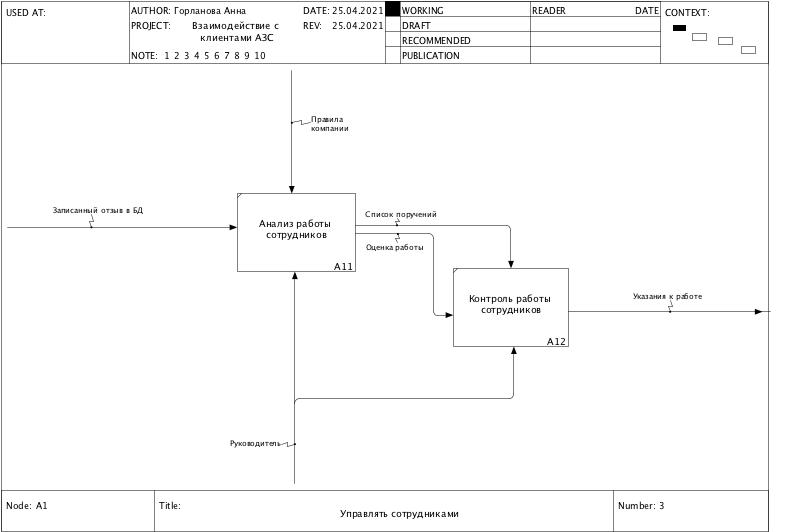 USED AT:
AUTHOR: Горланова Анна
DATE: 25.04.2021
WORKING
READER
DATE
CONTEXT:
PROJECT: Взаимодействие с
клиентами АЗС
REV: 25.04.2021
DRAFT
RECOMMENDED
NOTE: 1 2 3 4 5 6 7 8 9 10
PUBLICATION
Правила
компании
Записанный отзыв в БД
Анализ работы
сотрудников
A11
Список поручений
Оценка работы
Контроль работы
сотрудников
A12
Указания к работе
Руководитель
Node: A1
Title:
Управлять сотрудниками
Number: 3